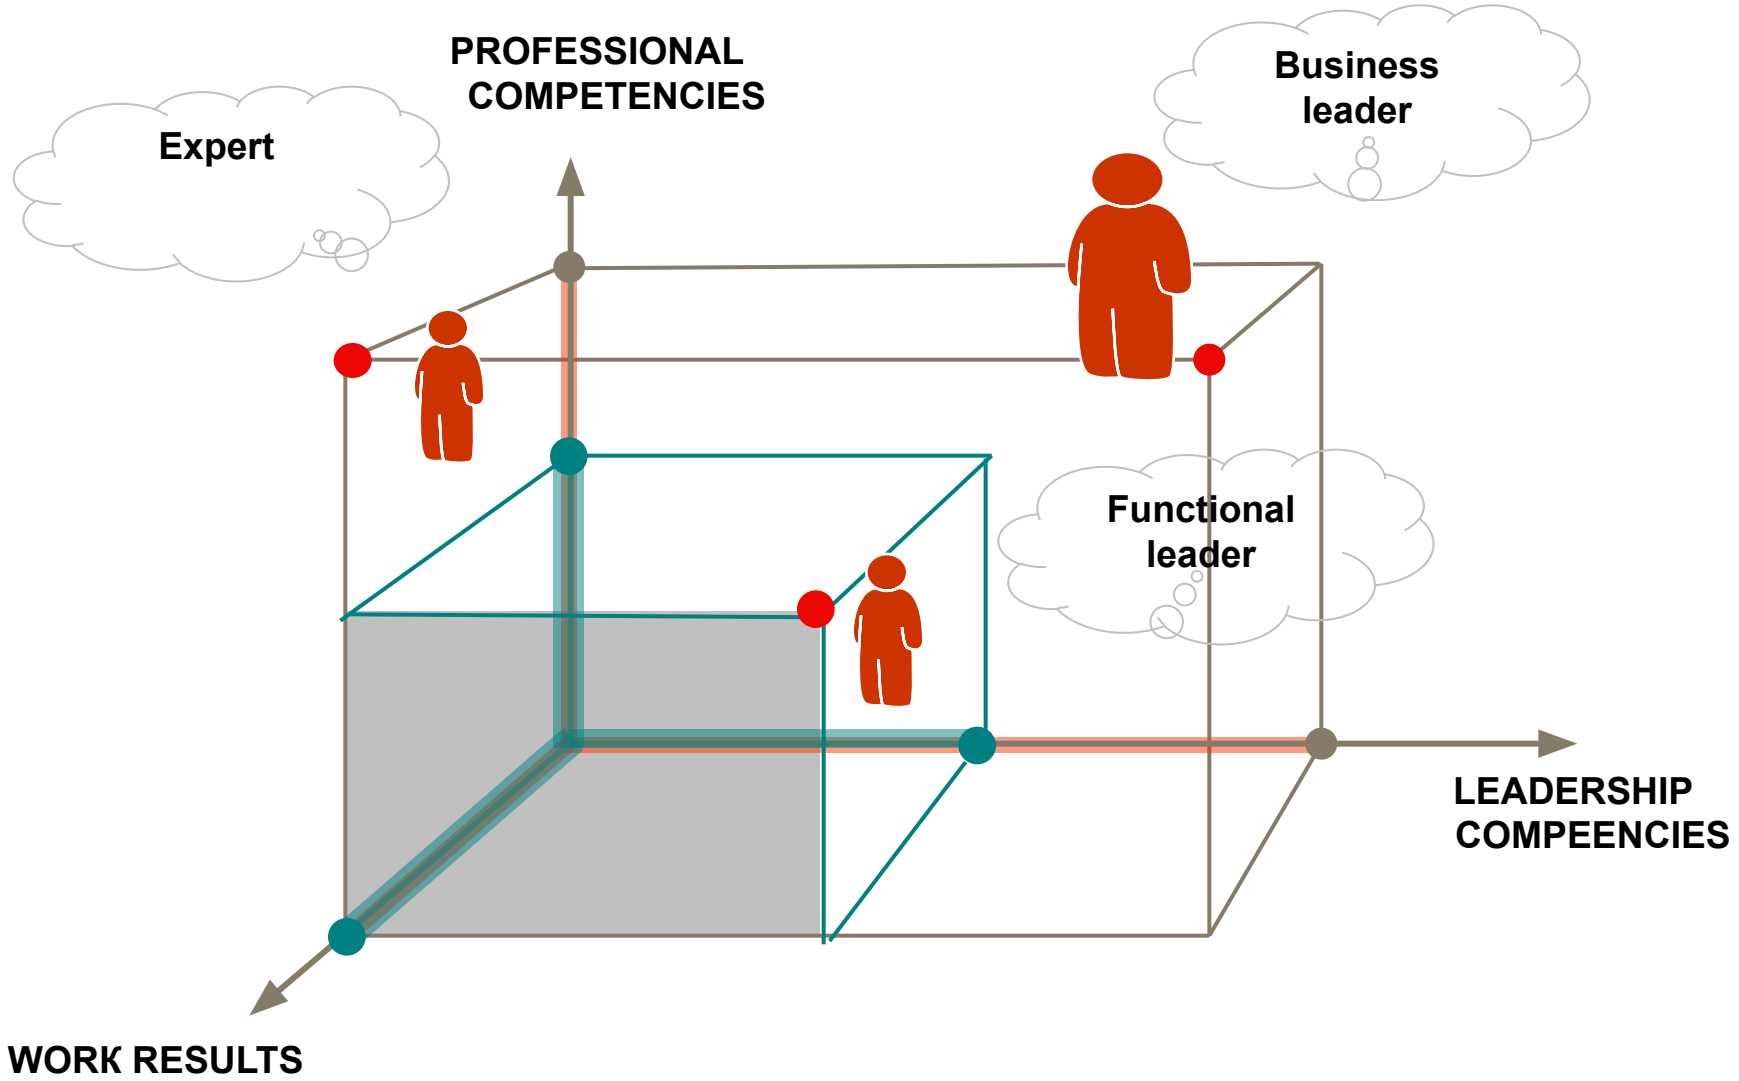 PROFESSIONAL
COMPETENCIES
Business
leader
Expert
Functional
leader
LEADERSHIP
COMPEENCIES
WORK RESULTS